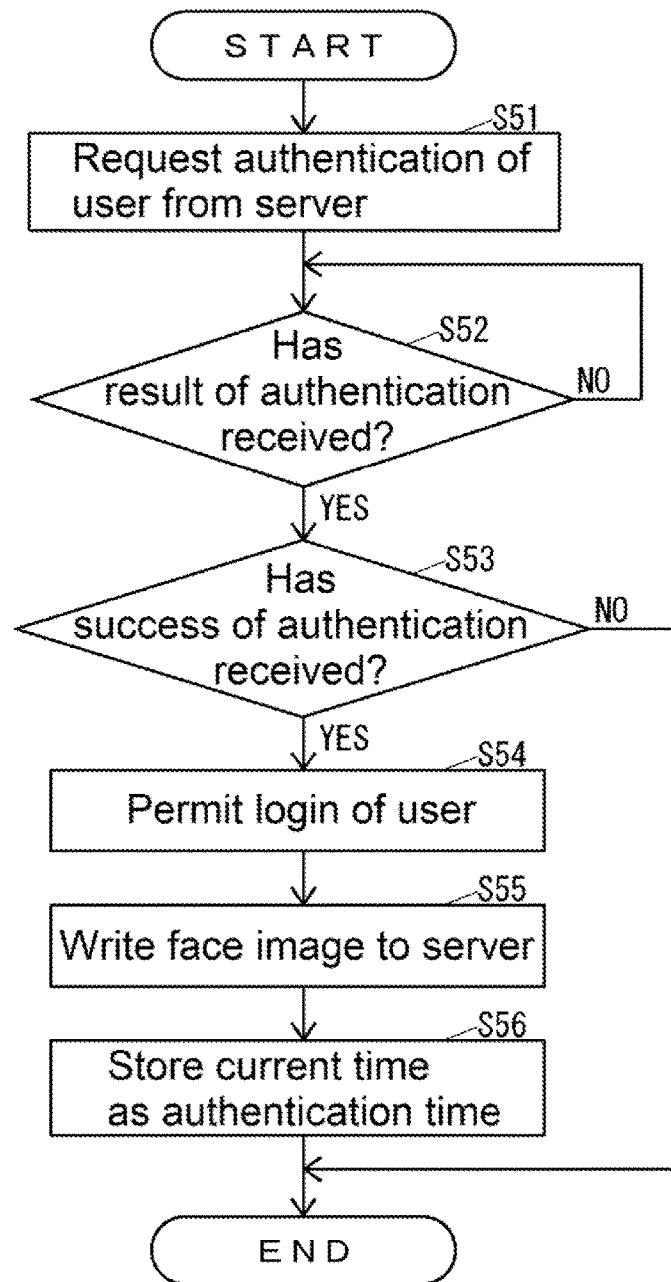 START
S51
Request authentication of
user from server
S52
Has
result of authentication
received?
NO
YES
S53
Has
success of authentication
received?
NO
YES
S54
Permit login of user
S55
Write face image to server
S56
Store current time
as authentication time
END